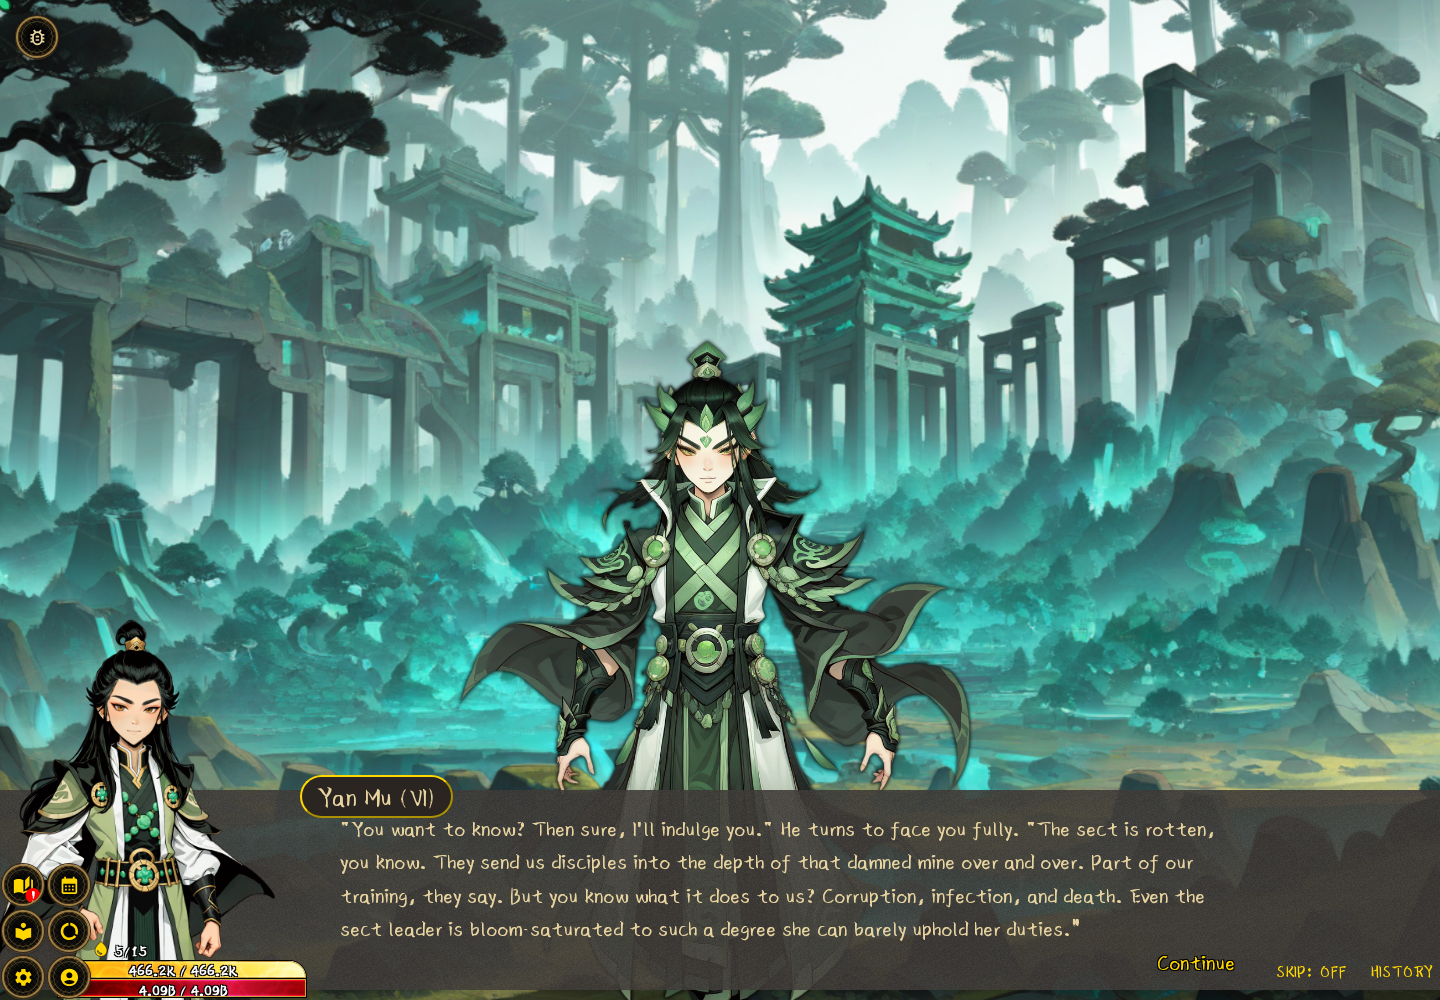 Yan Mu (VI)
"You want to know? Then sure, I'll indulge you." He turns to face you fully. "The sect is rotten,
you know. They send us disciples into the depth of that damned mine over and over. Part of our
training, they say. But you know what it does to us? Corruption, infection, and death. Even the
sect leader is bloom-saturated to such a degree she can barely uphold her duties."
5/15
466.2K / 466.2K
4.09B / 4.09B
Continue
SKIP: OFF
HISTORY